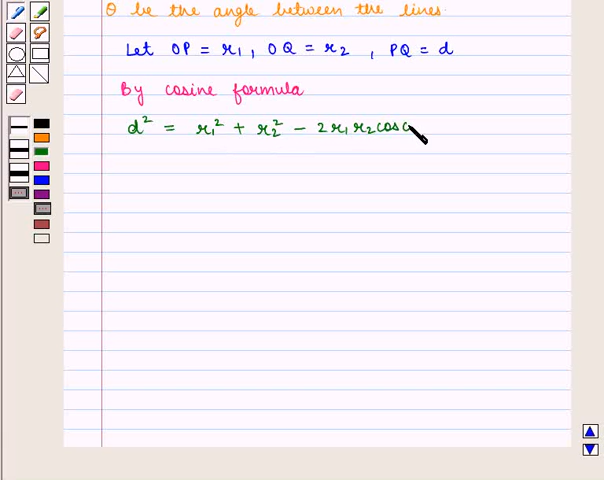 θ be the angle between the lines.
Let OP = r₁, OQ = r₂ , PQ = d
By cosine formula
d² = r₁² + r₂² - 2r₁r₂cos